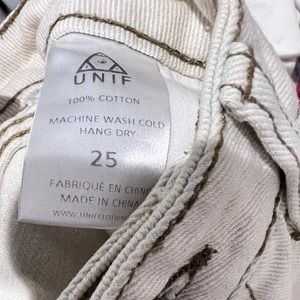 UNIF
100% COTTON
MACHINE WASH COLD
HANG DRY
25
FABRIQUÉ EN CHINE
MADE IN CHINA